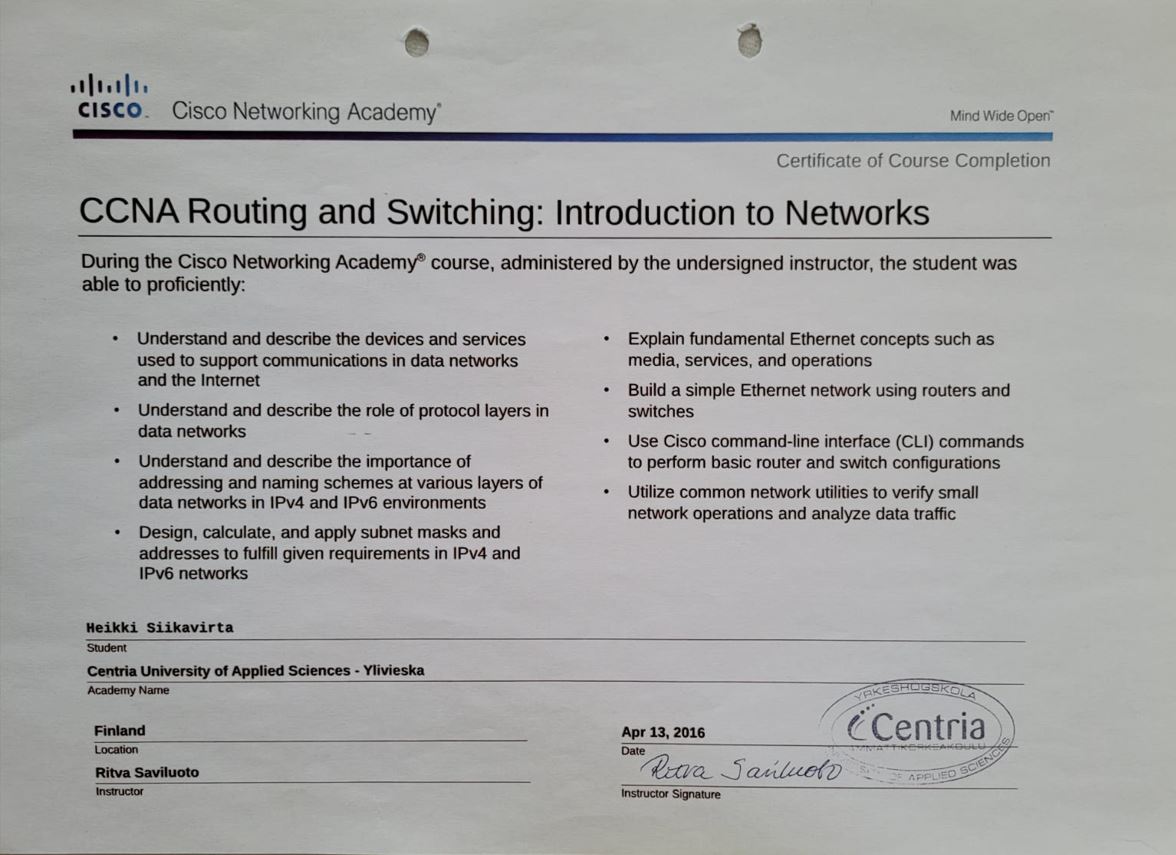 CISCO™ Cisco Networking Academy®
Mind Wide Open™
Certificate of Course Completion
CCNA Routing and Switching: Introduction to Networks
During the Cisco Networking Academy® course, administered by the undersigned instructor, the student was
able to proficiently:
• Understand and describe the devices and services
used to support communications in data networks
and the Internet
• Understand and describe the role of protocol layers in
data networks
• Understand and describe the importance of
addressing and naming schemes at various layers of
data networks in IPv4 and IPv6 environments
• Design, calculate, and apply subnet masks and
addresses to fulfill given requirements in IPv4 and
IPv6 networks
• Explain fundamental Ethernet concepts such as
media, services, and operations
• Build a simple Ethernet network using routers and
switches
• Use Cisco command-line interface (CLI) commands
to perform basic router and switch configurations
• Utilize common network utilities to verify small
network operations and analyze data traffic
Heikki Siikavirta
Student
Centria University of Applied Sciences - Ylivieska
Academy Name
Finland
Location
Ritva Saviluoto
Instructor
Apr 13, 2016
Date
Ritva Saviluoto
Instructor Signature
YRKESHÖGSKOLA
Centria
AMMATTIKORKEAKOULU
OF APPLIED SCIENCES